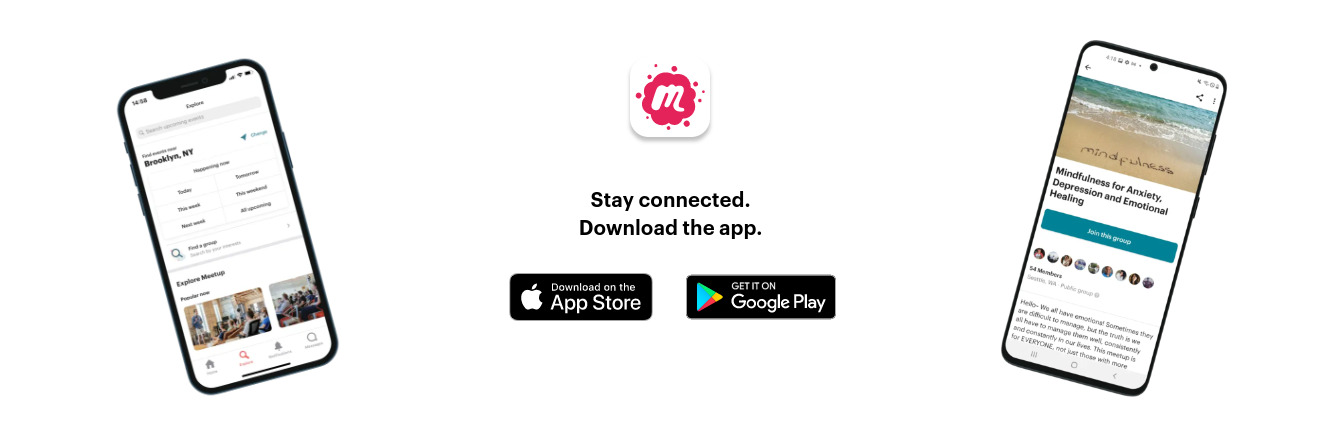 14:58
Explore
Search upcoming events
Find events near
Brooklyn, NY
Change
Happening now
Today
Tomorrow
This week
This weekend
Next week
All upcoming
Find a group
Search by your interests
Explore Meetup
Popular now
Home
Explore
Notifications
Messages
m
Stay connected.
Download the app.
Download on the
App Store
GET IT ON
Google Play
4:15
mindfulness
Mindfulness for Anxiety,
Depression and Emotional
Healing
Join this group
54 Members
Seattle, WA · Public group
Hello~ We all have emotions! Sometimes they
are difficult to manage, but the truth is we
all have to manage them well, consistently
and constantly in our lives. This meetup is
for EVERYONE, not just those with more